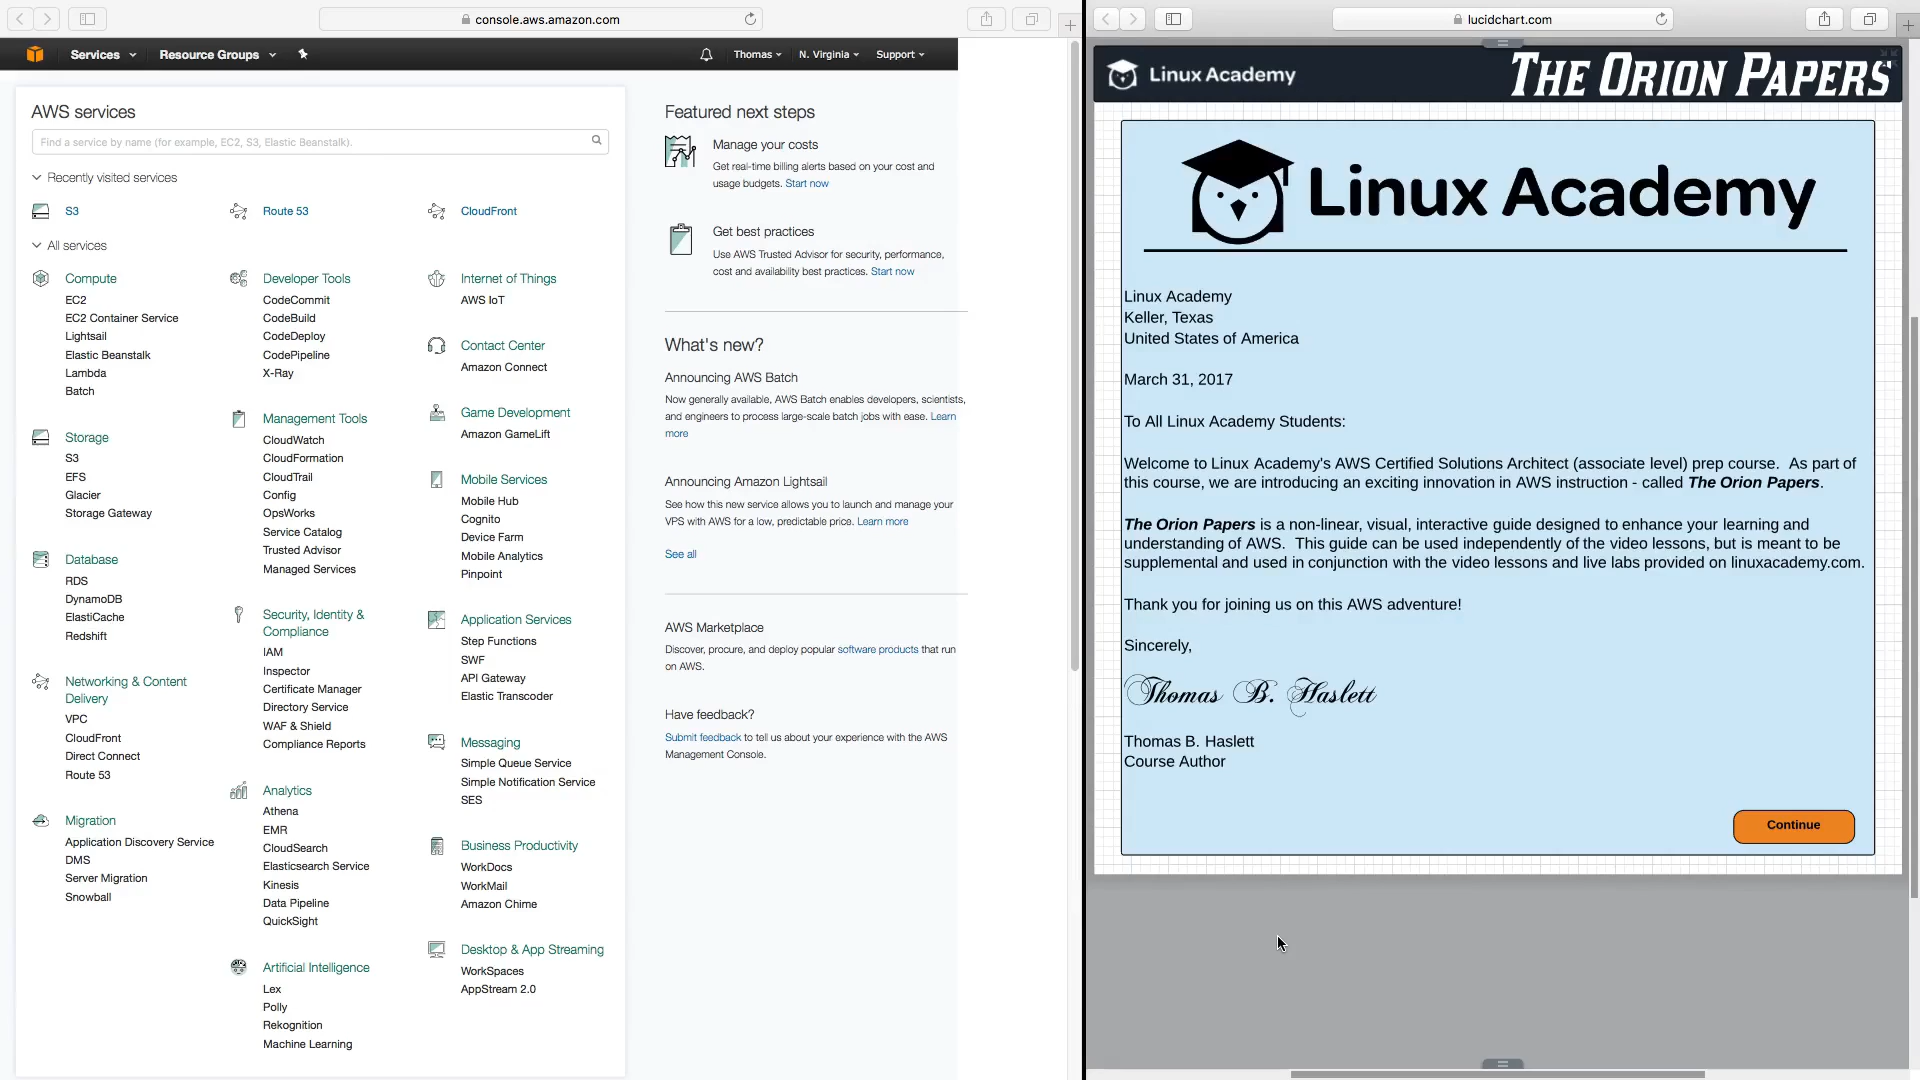 console.aws.amazon.com
Services
Resource Groups
Thomas
N. Virginia
Support
AWS services
Find a service by name (for example, EC2, S3, Elastic Beanstalk).
Recently visited services
S3
Route 53
CloudFront
All services
Compute
EC2
EC2 Container Service
Lightsail
Elastic Beanstalk
Lambda
Batch
Storage
S3
EFS
Glacier
Storage Gateway
Database
RDS
DynamoDB
ElastiCache
Redshift
Networking & Content
Delivery
VPC
CloudFront
Direct Connect
Route 53
Migration
Application Discovery Service
DMS
Server Migration
Snowball
Developer Tools
CodeCommit
CodeBuild
CodeDeploy
CodePipeline
X-Ray
Management Tools
CloudWatch
CloudFormation
CloudTrail
Config
OpsWorks
Service Catalog
Trusted Advisor
Managed Services
Security, Identity &
Compliance
IAM
Inspector
Certificate Manager
Directory Service
WAF & Shield
Compliance Reports
Analytics
Athena
EMR
CloudSearch
Elasticsearch Service
Kinesis
Data Pipeline
QuickSight
Artificial Intelligence
Lex
Polly
Rekognition
Machine Learning
Internet of Things
AWS IoT
Contact Center
Amazon Connect
Game Development
Amazon GameLift
Mobile Services
Mobile Hub
Cognito
Device Farm
Mobile Analytics
Pinpoint
Application Services
Step Functions
SWF
API Gateway
Elastic Transcoder
Messaging
Simple Queue Service
Simple Notification Service
SES
Business Productivity
WorkDocs
WorkMail
Amazon Chime
Desktop & App Streaming
WorkSpaces
AppStream 2.0
Featured next steps
Manage your costs
Get real-time billing alerts based on your cost and
usage budgets. Start now
Get best practices
Use AWS Trusted Advisor for security, performance,
cost and availability best practices. Start now
What's new?
Announcing AWS Batch
Now generally available, AWS Batch enables developers, scientists,
and engineers to process large-scale batch jobs with ease. Learn
more
Announcing Amazon Lightsail
See how this new service allows you to launch and manage your
VPS with AWS for a low, predictable price. Learn more
See all
AWS Marketplace
Discover, procure, and deploy popular software products that run
on AWS.
Have feedback?
Submit feedback to tell us about your experience with the AWS
Management Console.
lucidchart.com
Linux Academy
THE ORION PAPERS
Linux Academy
Linux Academy
Keller, Texas
United States of America
March 31, 2017
To All Linux Academy Students:
Welcome to Linux Academy's AWS Certified Solutions Architect (associate level) prep course. As part of
this course, we are introducing an exciting innovation in AWS instruction - called The Orion Papers.
The Orion Papers is a non-linear, visual, interactive guide designed to enhance your learning and
understanding of AWS. This guide can be used independently of the video lessons, but is meant to be
supplemental and used in conjunction with the video lessons and live labs provided on linuxacademy.com.
Thank you for joining us on this AWS adventure!
Sincerely,
Thomas B. Haslett
Thomas B. Haslett
Course Author
Continue